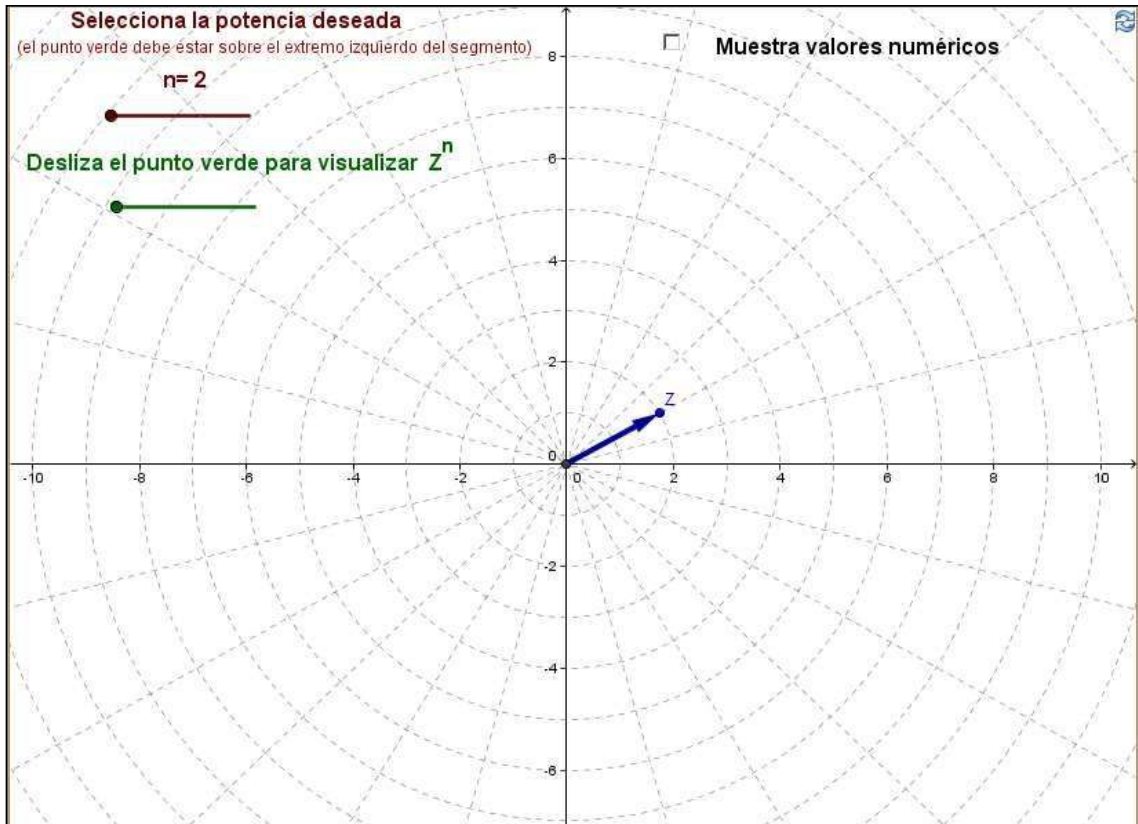 Selecciona la potencia deseada
(el punto verde debe estar sobre el extremo izquierdo del segmento)
Muestra valores numéricos
n= 2
Desliza el punto verde para visualizar Z^n
8
6
4
2
Z
0
-10 -8 -6 -4 -2 0 2 4 6 8 10
-2
-4
-6